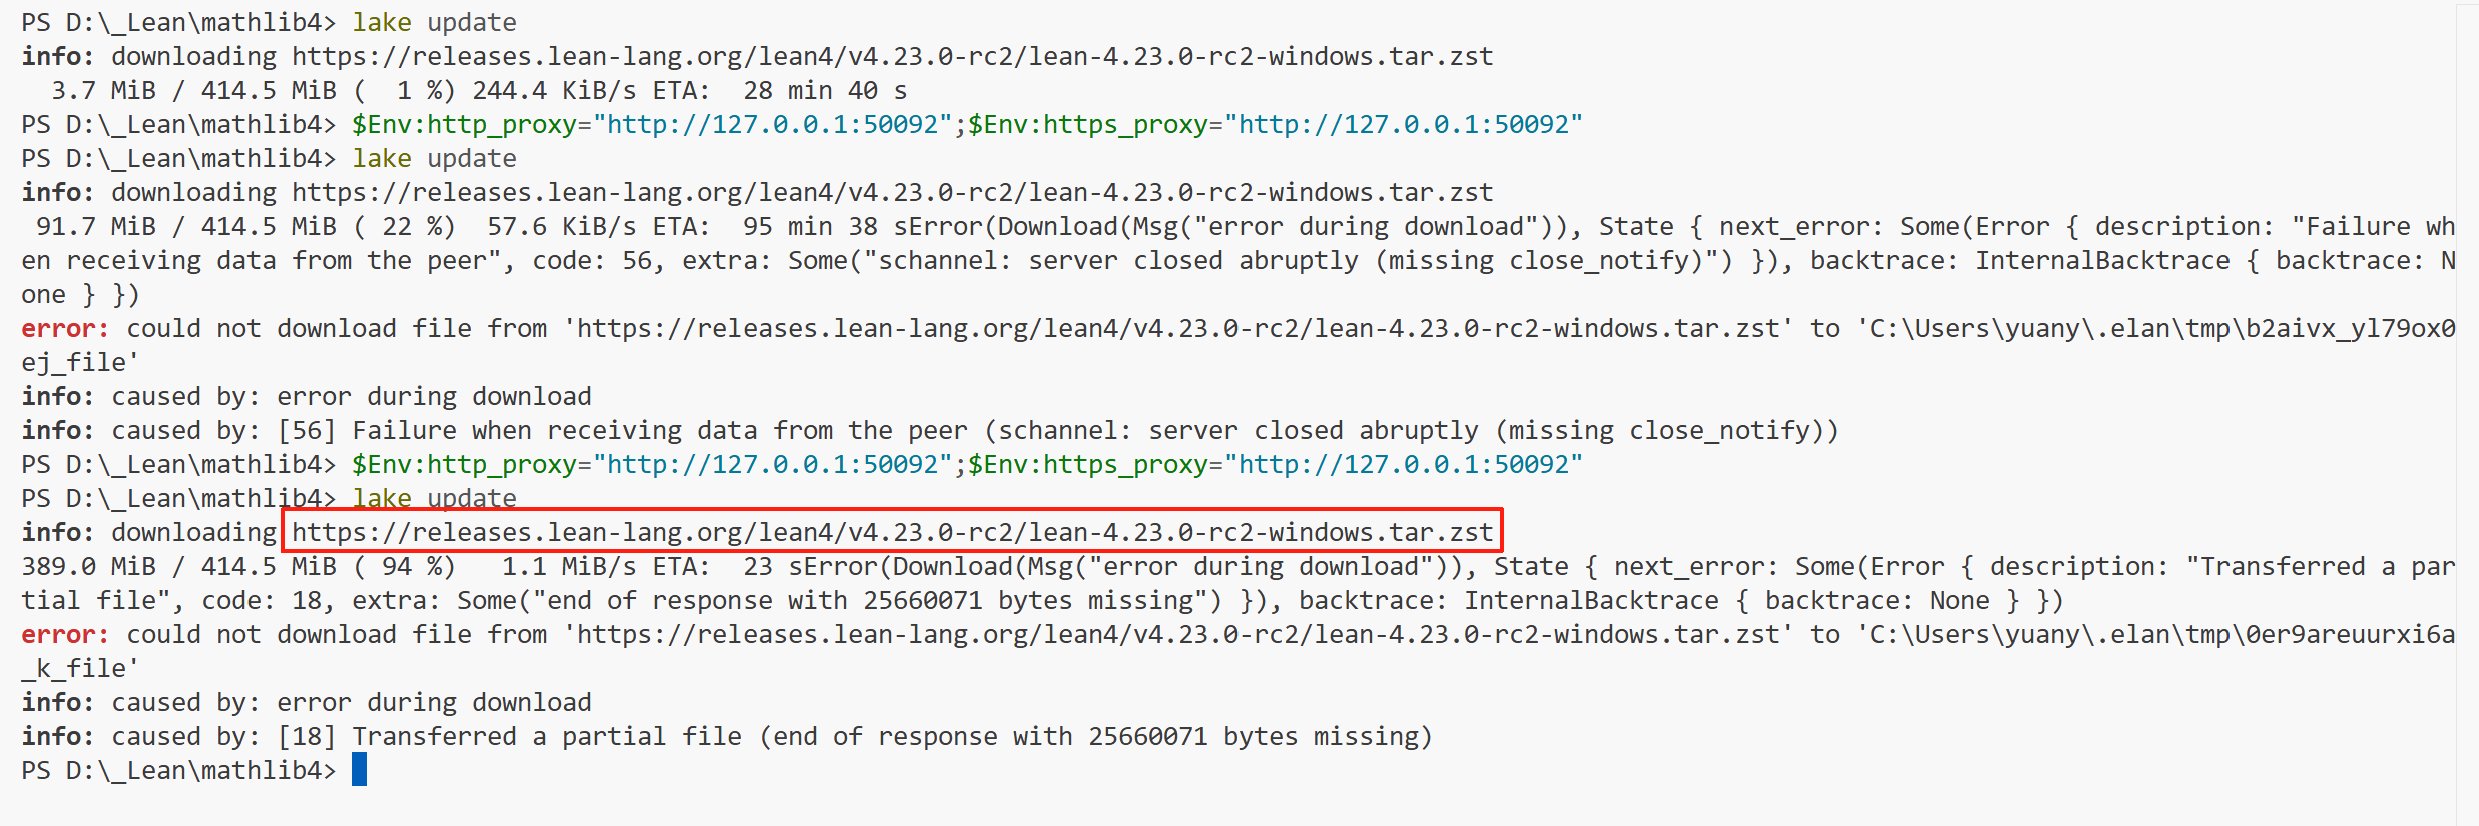 PS D:\_Lean\mathlib4> lake update
info: downloading https://releases.lean-lang.org/lean4/v4.23.0-rc2/lean-4.23.0-rc2-windows.tar.zst
  3.7 MiB / 414.5 MiB (  1 %) 244.4 KiB/s ETA:  28 min 40 s
PS D:\_Lean\mathlib4> $Env:http_proxy="http://127.0.0.1:50092";$Env:https_proxy="http://127.0.0.1:50092"
PS D:\_Lean\mathlib4> lake update
info: downloading https://releases.lean-lang.org/lean4/v4.23.0-rc2/lean-4.23.0-rc2-windows.tar.zst
 91.7 MiB / 414.5 MiB ( 22 %)  57.6 KiB/s ETA:  95 min 38 sError(Download(Msg("error during download")), State { next_error: Some(Error { description: "Failure wh
en receiving data from the peer", code: 56, extra: Some("schannel: server closed abruptly (missing close_notify)") }), backtrace: InternalBacktrace { backtrace: N
one } })
error: could not download file from 'https://releases.lean-lang.org/lean4/v4.23.0-rc2/lean-4.23.0-rc2-windows.tar.zst' to 'C:\Users\yuany\.elan\tmp\b2aivx_yl79ox0
ej_file'
info: caused by: error during download
info: caused by: [56] Failure when receiving data from the peer (schannel: server closed abruptly (missing close_notify))
PS D:\_Lean\mathlib4> $Env:http_proxy="http://127.0.0.1:50092";$Env:https_proxy="http://127.0.0.1:50092"
PS D:\_Lean\mathlib4> lake update
info: downloading https://releases.lean-lang.org/lean4/v4.23.0-rc2/lean-4.23.0-rc2-windows.tar.zst
389.0 MiB / 414.5 MiB ( 94 %)   1.1 MiB/s ETA:  23 sError(Download(Msg("error during download")), State { next_error: Some(Error { description: "Transferred a par
tial file", code: 18, extra: Some("end of response with 25660071 bytes missing") }), backtrace: InternalBacktrace { backtrace: None } })
error: could not download file from 'https://releases.lean-lang.org/lean4/v4.23.0-rc2/lean-4.23.0-rc2-windows.tar.zst' to 'C:\Users\yuany\.elan\tmp\0er9areuurxi6a
_k_file'
info: caused by: error during download
info: caused by: [18] Transferred a partial file (end of response with 25660071 bytes missing)
PS D:\_Lean\mathlib4>